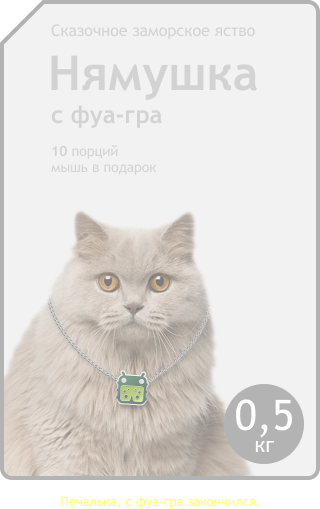 Сказочное заморское яство
Нямушка
с фуа-гра
10 порций
мышь в подарок
0,5
кг
Печалька, с фуа-гра закончился.